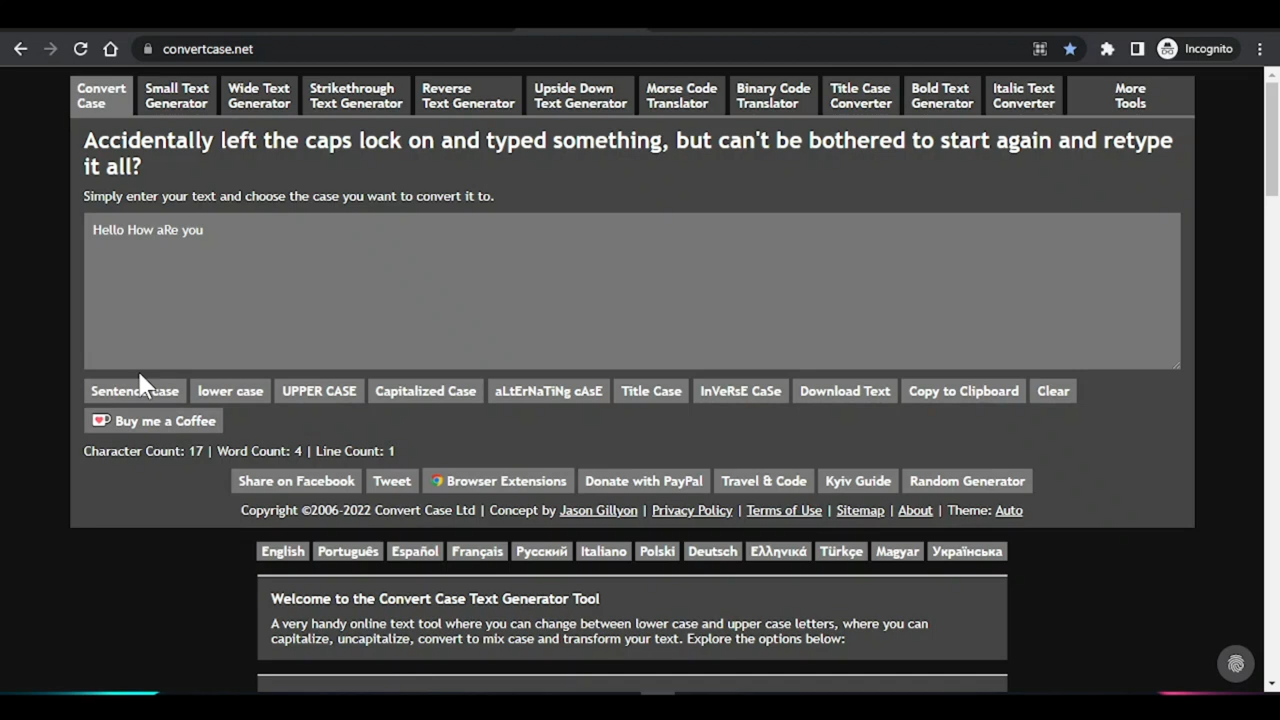 convertcase.net
Incognito
Convert Case
Small Text Generator
Wide Text Generator
Strikethrough Text Generator
Reverse Text Generator
Upside Down Text Generator
Morse Code Translator
Binary Code Translator
Title Case Converter
Bold Text Generator
Italic Text Converter
More Tools
Accidentally left the caps lock on and typed something, but can't be bothered to start again and retype
it all?
Simply enter your text and choose the case you want to convert it to.
Hello How aRe you
Sentence case lower case UPPER CASE Capitalized Case aLtErNaTiNg cAsE Title Case InVeRsE CaSe Download Text Copy to Clipboard Clear
Buy me a Coffee
Character Count: 17 | Word Count: 4 | Line Count: 1
Share on Facebook Tweet Browser Extensions Donate with PayPal Travel & Code Kyiv Guide Random Generator
Copyright ©2006-2022 Convert Case Ltd | Concept by Jason Gillyon | Privacy Policy | Terms of Use | Sitemap | About | Theme: Auto
English Português Español Français Русский Italiano Polski Deutsch Ελληνικά Türkçe Magyar Українська
Welcome to the Convert Case Text Generator Tool
A very handy online text tool where you can change between lower case and upper case letters, where you can
capitalize, uncapitalize, convert to mix case and transform your text. Explore the options below: